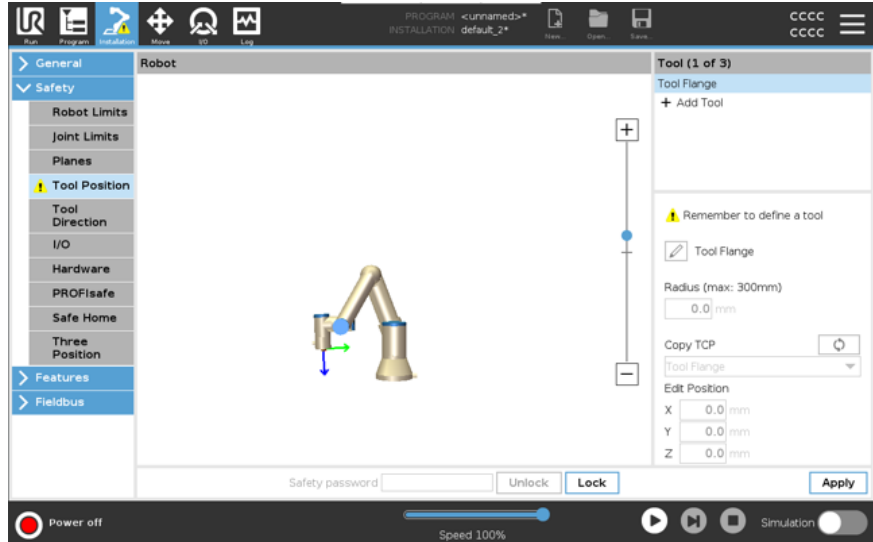 UR
PROGRAM <unnamed>*
INSTALLATION default_2*
Run Program Installation Move I/O Log New... Open... Save...
CCCC
CCCC
General
Safety
Robot Limits
Joint Limits
Planes
Tool Position
Tool
Direction
I/O
Hardware
PROFIsafe
Safe Home
Three
Position
Features
Fieldbus
Robot
Safety password
Unlock
Lock
Tool (1 of 3)
Tool Flange
+ Add Tool
Remember to define a tool
Tool Flange
Radius (max: 300mm)
0.0 mm
Copy TCP
Tool Flange
Edit Position
X 0.0 mm
Y 0.0 mm
Z 0.0 mm
Apply
Power off
Speed 100%
Simulation